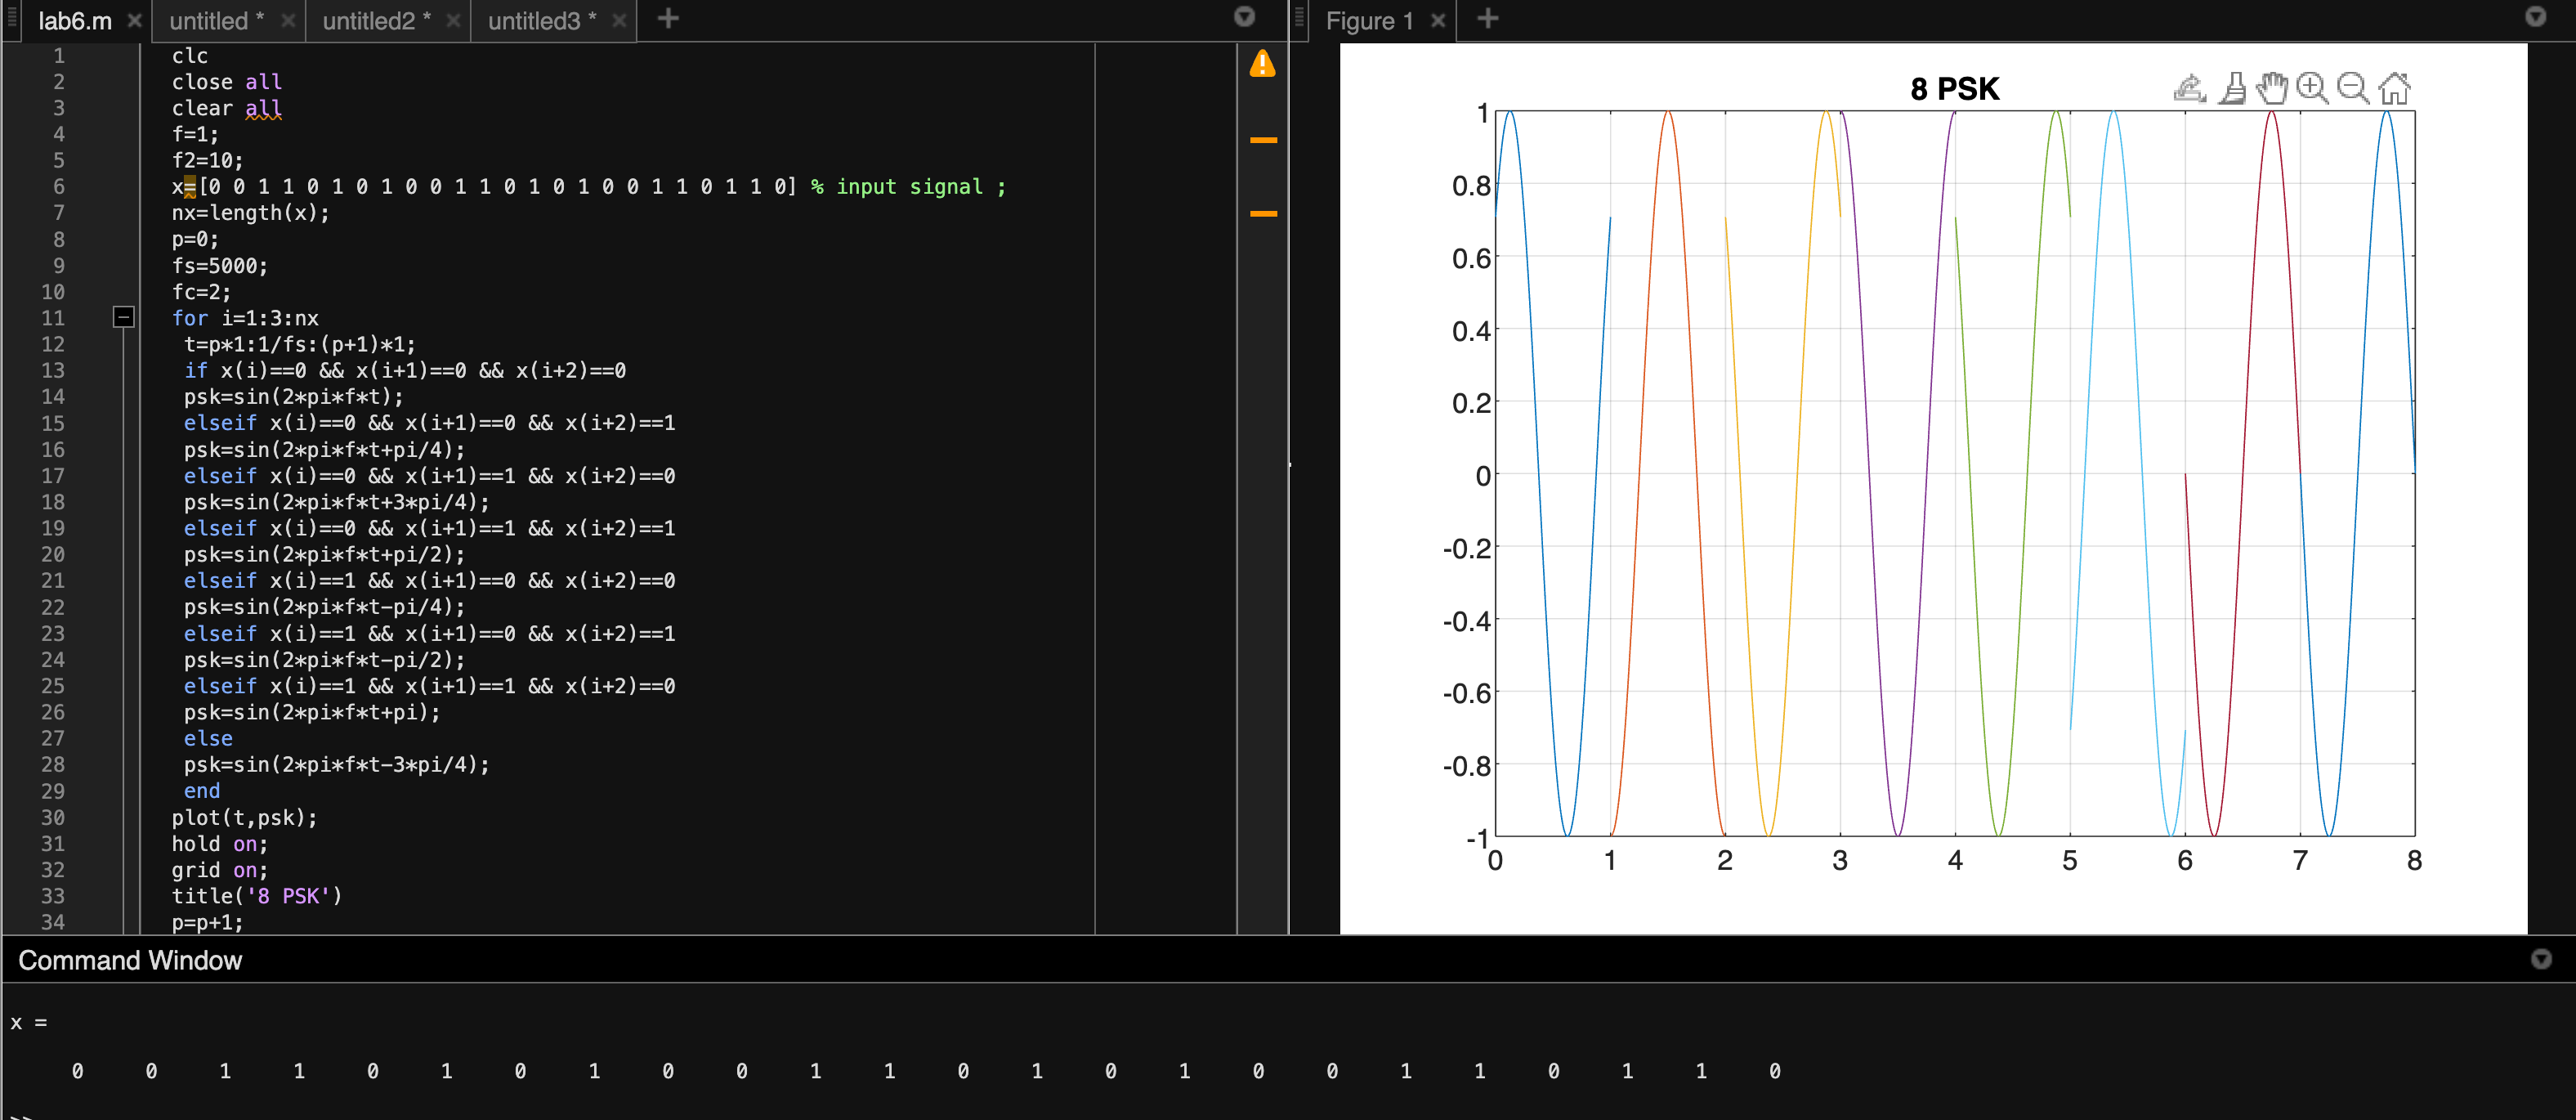 lab6.m × untitled * × untitled2 * × untitled3 * × +
1 clc
2 close all
3 clear all
4 f=1;
5 f2=10;
6 x=[0 0 1 1 0 1 0 1 0 0 1 1 0 1 0 1 0 0 1 1 0 1 1 0] % input signal ;
7 nx=length(x);
8 p=0;
9 fs=5000;
10 fc=2;
11 for i=1:3:nx
12 t=p*1:1/fs:(p+1)*1;
13 if x(i)==0 && x(i+1)==0 && x(i+2)==0
14 psk=sin(2*pi*f*t);
15 elseif x(i)==0 && x(i+1)==0 && x(i+2)==1
16 psk=sin(2*pi*f*t+pi/4);
17 elseif x(i)==0 && x(i+1)==1 && x(i+2)==0
18 psk=sin(2*pi*f*t+3*pi/4);
19 elseif x(i)==0 && x(i+1)==1 && x(i+2)==1
20 psk=sin(2*pi*f*t+pi/2);
21 elseif x(i)==1 && x(i+1)==0 && x(i+2)==0
22 psk=sin(2*pi*f*t-pi/4);
23 elseif x(i)==1 && x(i+1)==0 && x(i+2)==1
24 psk=sin(2*pi*f*t-pi/2);
25 elseif x(i)==1 && x(i+1)==1 && x(i+2)==0
26 psk=sin(2*pi*f*t+pi);
27 else
28 psk=sin(2*pi*f*t-3*pi/4);
29 end
30 plot(t,psk);
31 hold on;
32 grid on;
33 title('8 PSK')
34 p=p+1;
Figure 1 × +
8 PSK
1
0.8
0.6
0.4
0.2
0
-0.2
-0.4
-0.6
-0.8
-1
0 1 2 3 4 5 6 7 8
Command Window
x =
0 0 1 1 0 1 0 1 0 0 1 1 0 1 0 1 0 0 1 1 0 1 1 0
>>